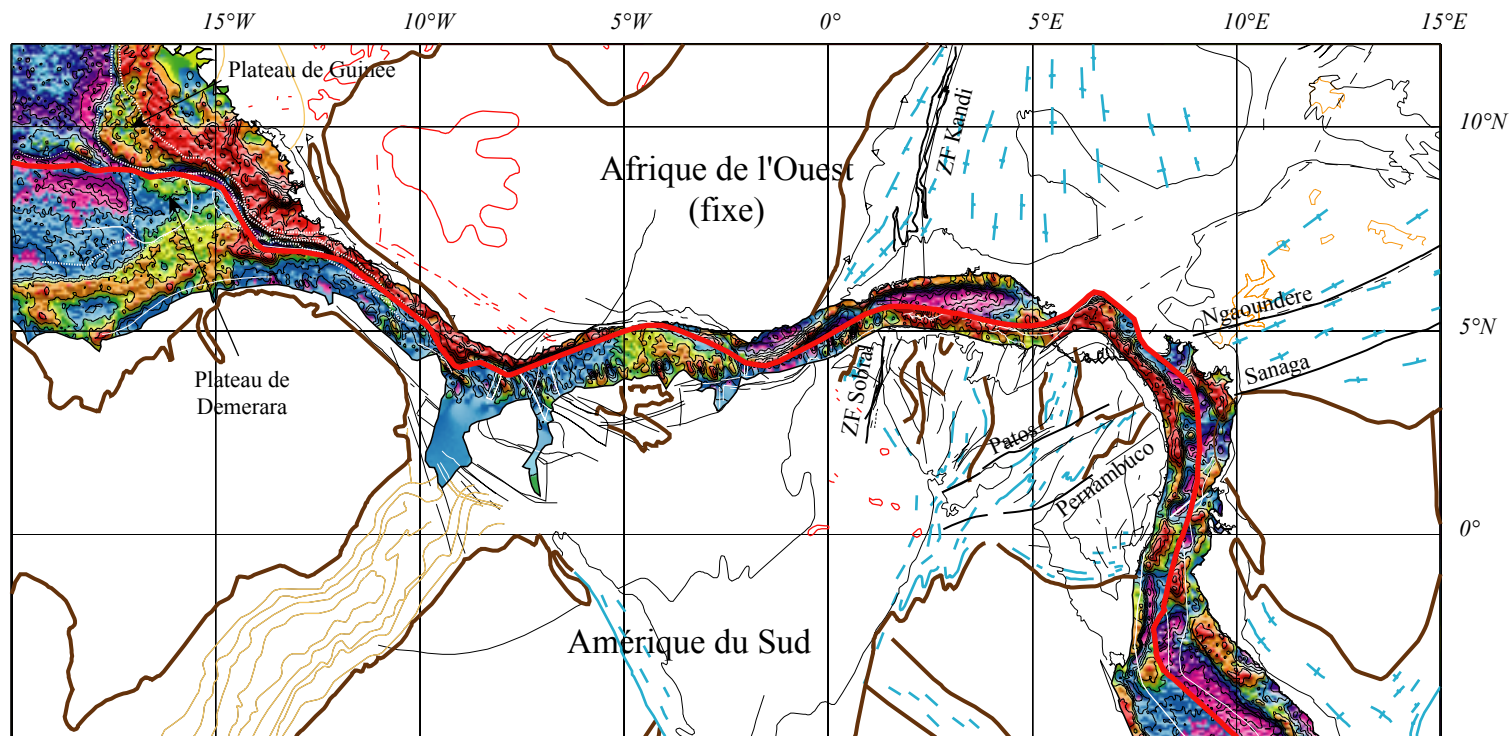 15°W
10°W
5°W
0°
5°E
10°E
15°E
Plateau de Guinée
10°N
ZF Kandi
Afrique de l'Ouest
(fixe)
Ngaoundere
5°N
Sanaga
Plateau de
Demerara
ZF Sobral
Patos
Pernambuco
0°
Amérique du Sud